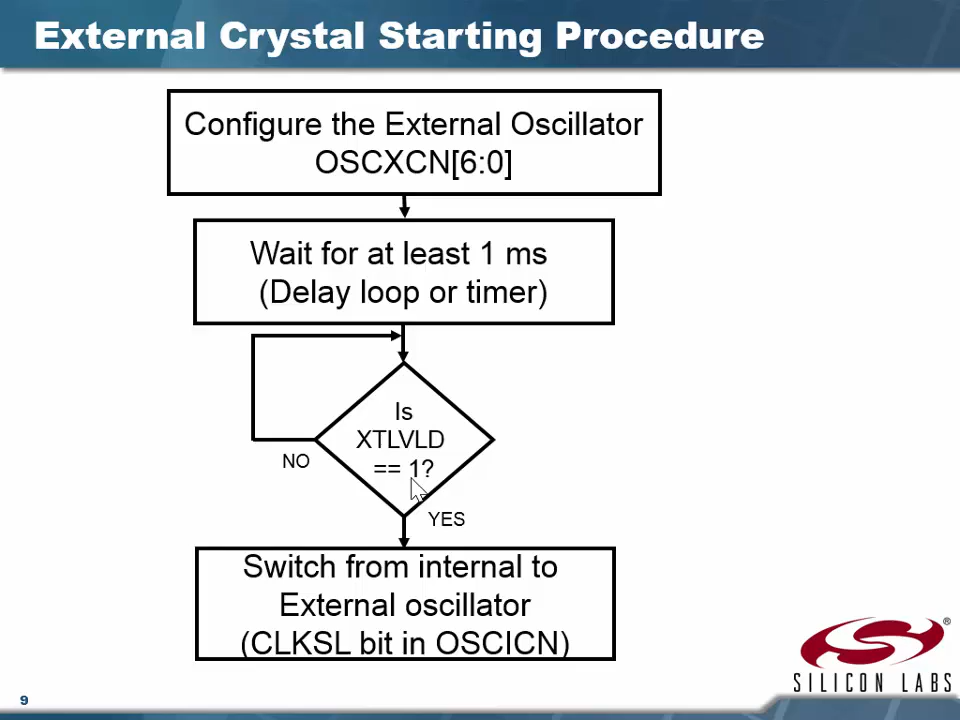 External Crystal Starting Procedure
Configure the External Oscillator
OSCXCN[6:0]
Wait for at least 1 ms
(Delay loop or timer)
Is
XTLVLD
== 1?
NO
YES
Switch from internal to
External oscillator
(CLKSL bit in OSCICN)
®
SILICON LABS
9